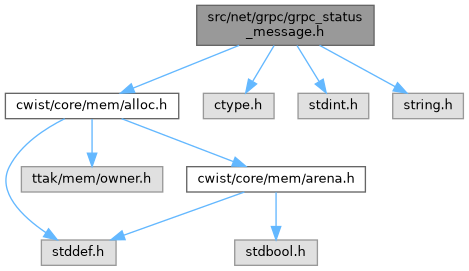 src/net/grpc/grpc_status
_message.h
cwist/core/mem/alloc.h
ctype.h
stdint.h
string.h
ttak/mem/owner.h
cwist/core/mem/arena.h
stddef.h
stdbool.h